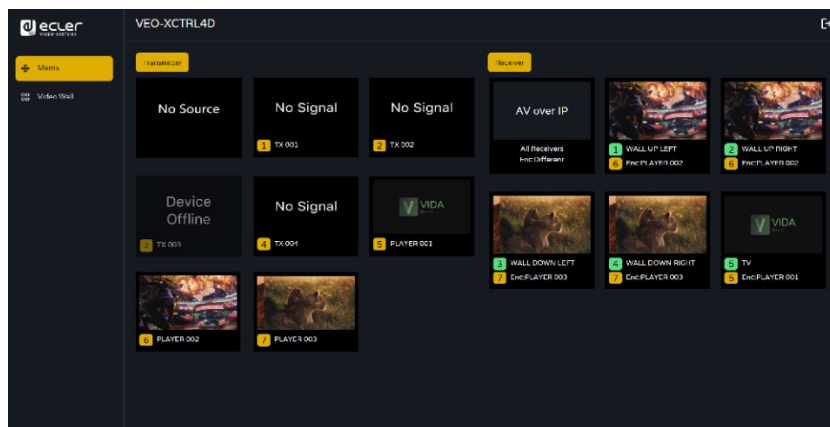 ecler
VIDEO SYSTEMS
VEO-XCTRL4D
Matrix
Video Wall
Transmitter
No Source
No Signal
1 TX 001
No Signal
2 TX 002
Device
Offline
3 TX 003
No Signal
4 TX 004
VIDA
5 PLAYER 001
6 PLAYER 002
7 PLAYER 003
Receiver
AV over IP
All Receivers
Enc:Different
1 WALL UP LEFT
6 Enc:PLAYER 002
2 WALL UP RIGHT
6 Enc:PLAYER 002
3 WALL DOWN LEFT
7 Enc:PLAYER 003
4 WALL DOWN RIGHT
7 Enc:PLAYER 003
VIDA
5 TV
5 Enc:PLAYER 001